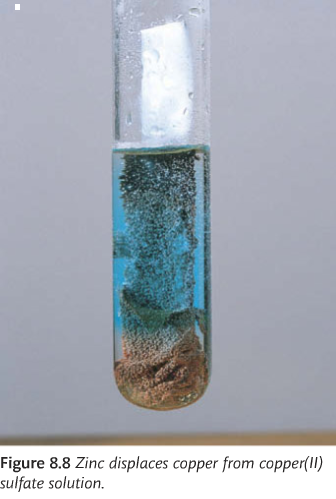 Figure 8.8 Zinc displaces copper from copper(II)
sulfate solution.